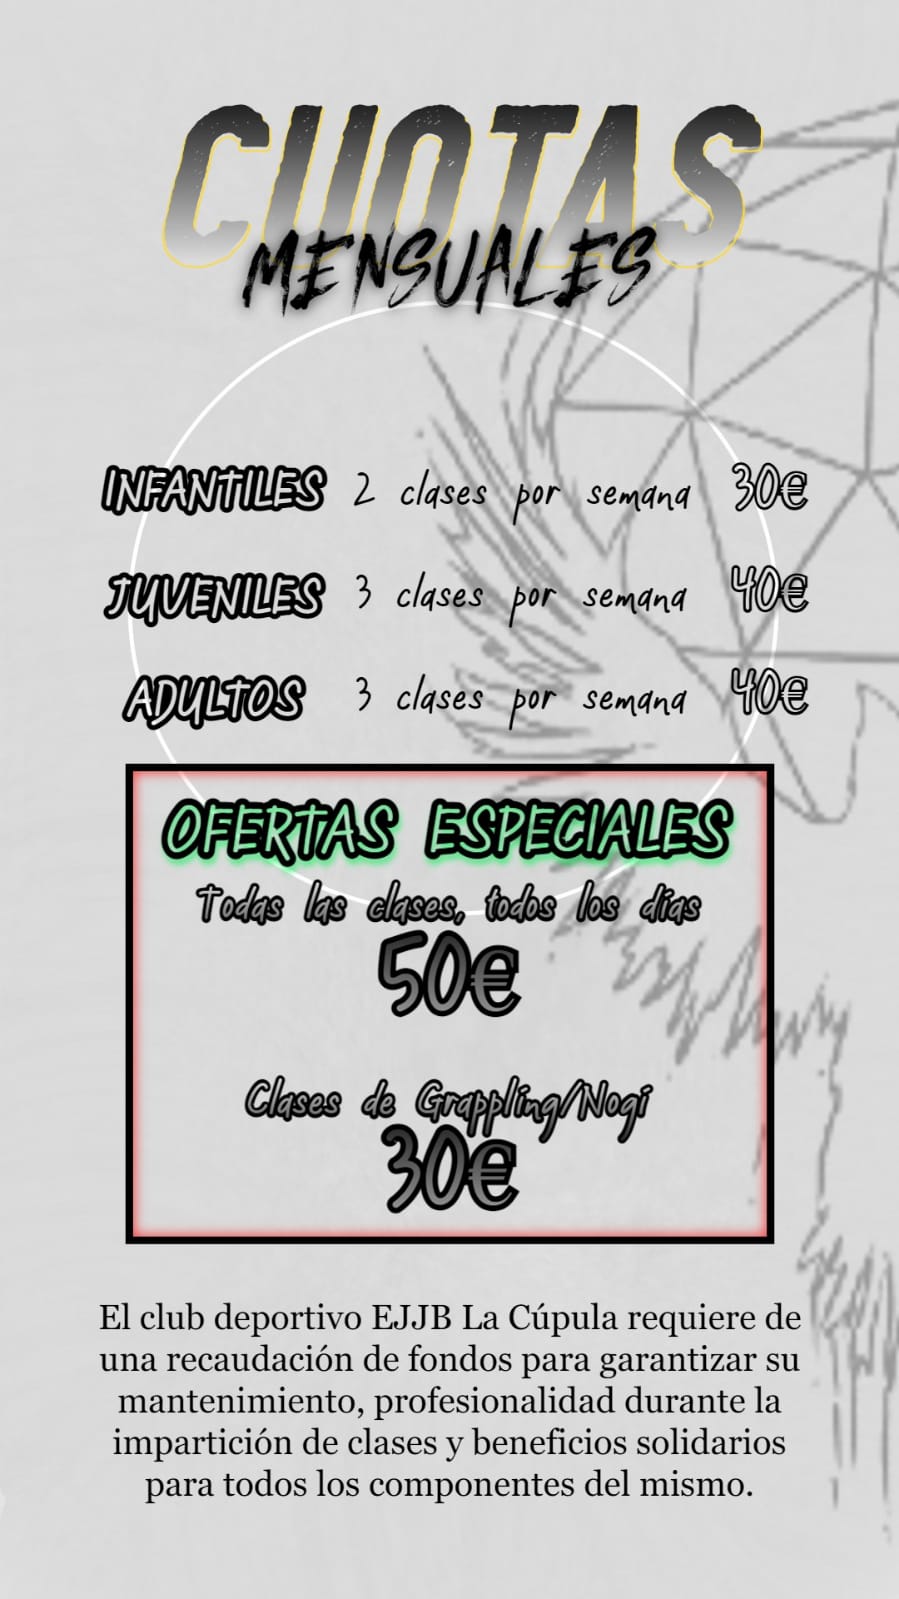 CUOTAS
MENSUALES
INFANTILES 2 clases por semana 30€
JUVENILES 3 clases por semana 40€
ADULTOS 3 clases por semana 40€
OFERTAS ESPECIALES
Todas las clases, todos los días
50€
Clases de Grappling/Nogi
30€
El club deportivo EJJB La Cúpula requiere de
una recaudación de fondos para garantizar su
mantenimiento, profesionalidad durante la
impartición de clases y beneficios solidarios
para todos los componentes del mismo.